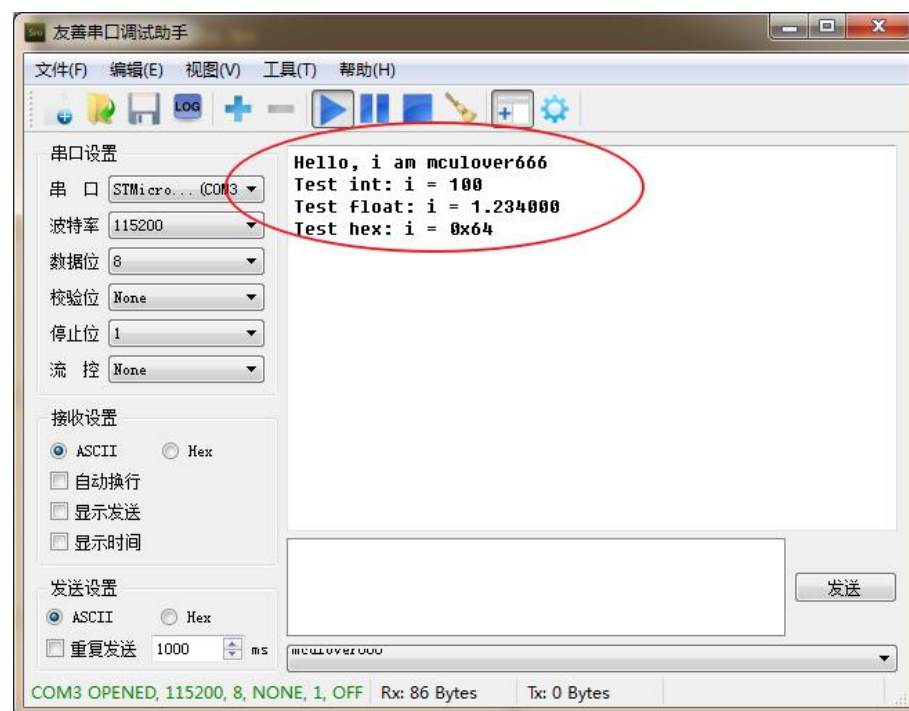 友善串口调试助手
文件(F) 编辑(E) 视图(V) 工具(T) 帮助(H)
LOG
串口设置
串 口 STMicro... (COM3
波特率 115200
数据位 8
校验位 None
停止位 1
流 控 None
接收设置
ASCII Hex
自动换行
显示发送
显示时间
发送设置
ASCII Hex
重复发送 1000 ms
Hello, i am mculover666
Test int: i = 100
Test float: i = 1.234000
Test hex: i = 0x64
发送
mculover666
COM3 OPENED, 115200, 8, NONE, 1, OFF Rx: 86 Bytes Tx: 0 Bytes